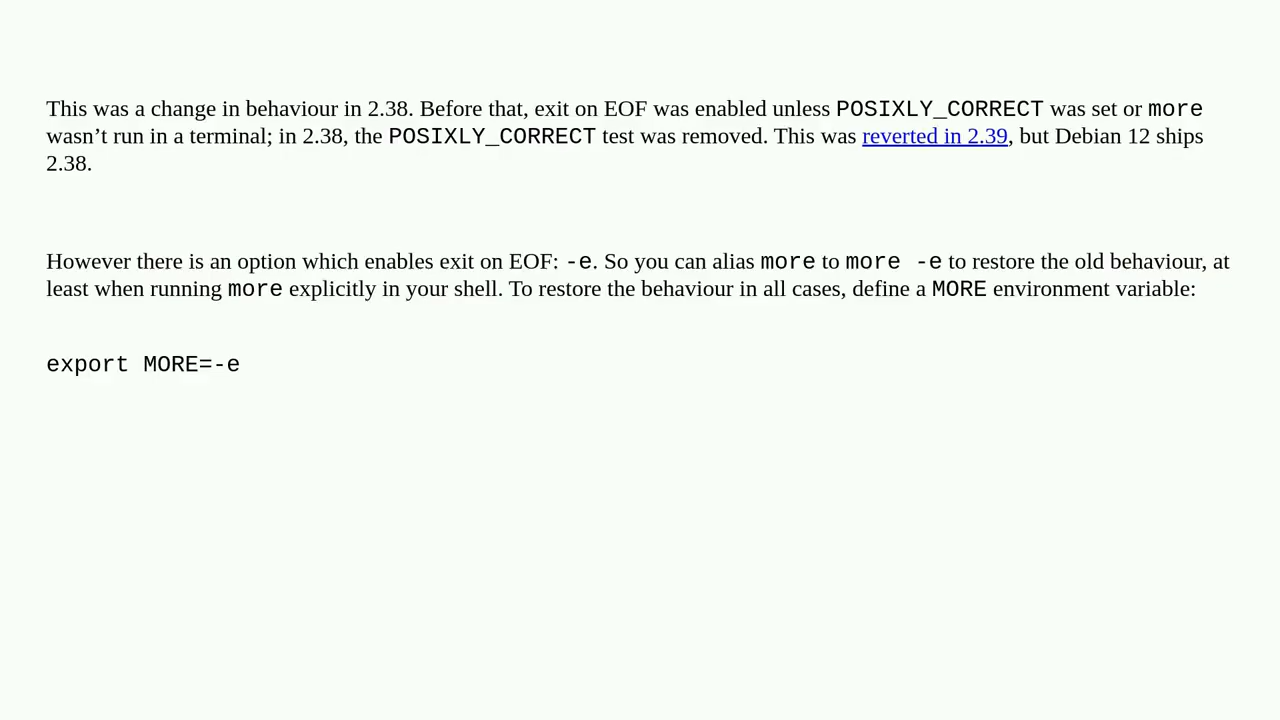 This was a change in behaviour in 2.38. Before that, exit on EOF was enabled unless POSIXLY_CORRECT was set or more
wasn’t run in a terminal; in 2.38, the POSIXLY_CORRECT test was removed. This was reverted in 2.39, but Debian 12 ships
2.38.
However there is an option which enables exit on EOF: -e. So you can alias more to more -e to restore the old behaviour, at
least when running more explicitly in your shell. To restore the behaviour in all cases, define a MORE environment variable:
export MORE=-e